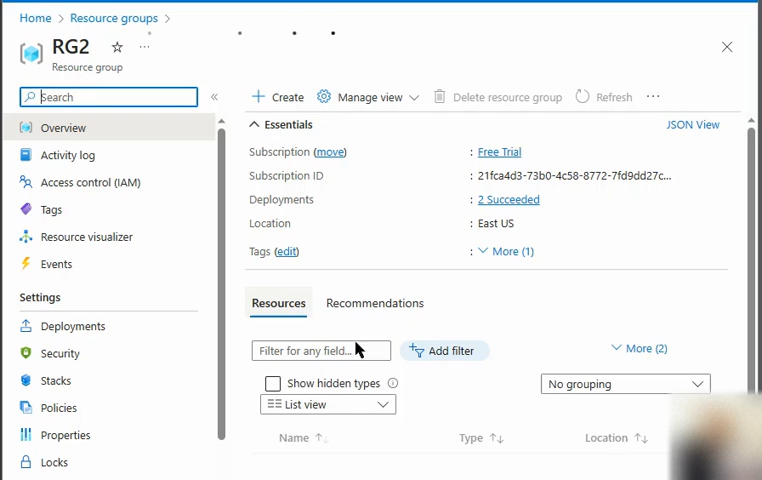 Home > Resource groups >
RG2
Resource group
Search
Overview
Activity log
Access control (IAM)
Tags
Resource visualizer
Events
Settings
Deployments
Security
Stacks
Policies
Properties
Locks
Create Manage view Delete resource group Refresh ...
Essentials JSON View
Subscription (move) : Free Trial
Subscription ID : 21fca4d3-73b0-4c58-8772-7fd9dd27c...
Deployments : 2 Succeeded
Location : East US
Tags (edit) : More (1)
Resources Recommendations
Filter for any field... Add filter More (2)
Show hidden types No grouping
List view
Name Type Location